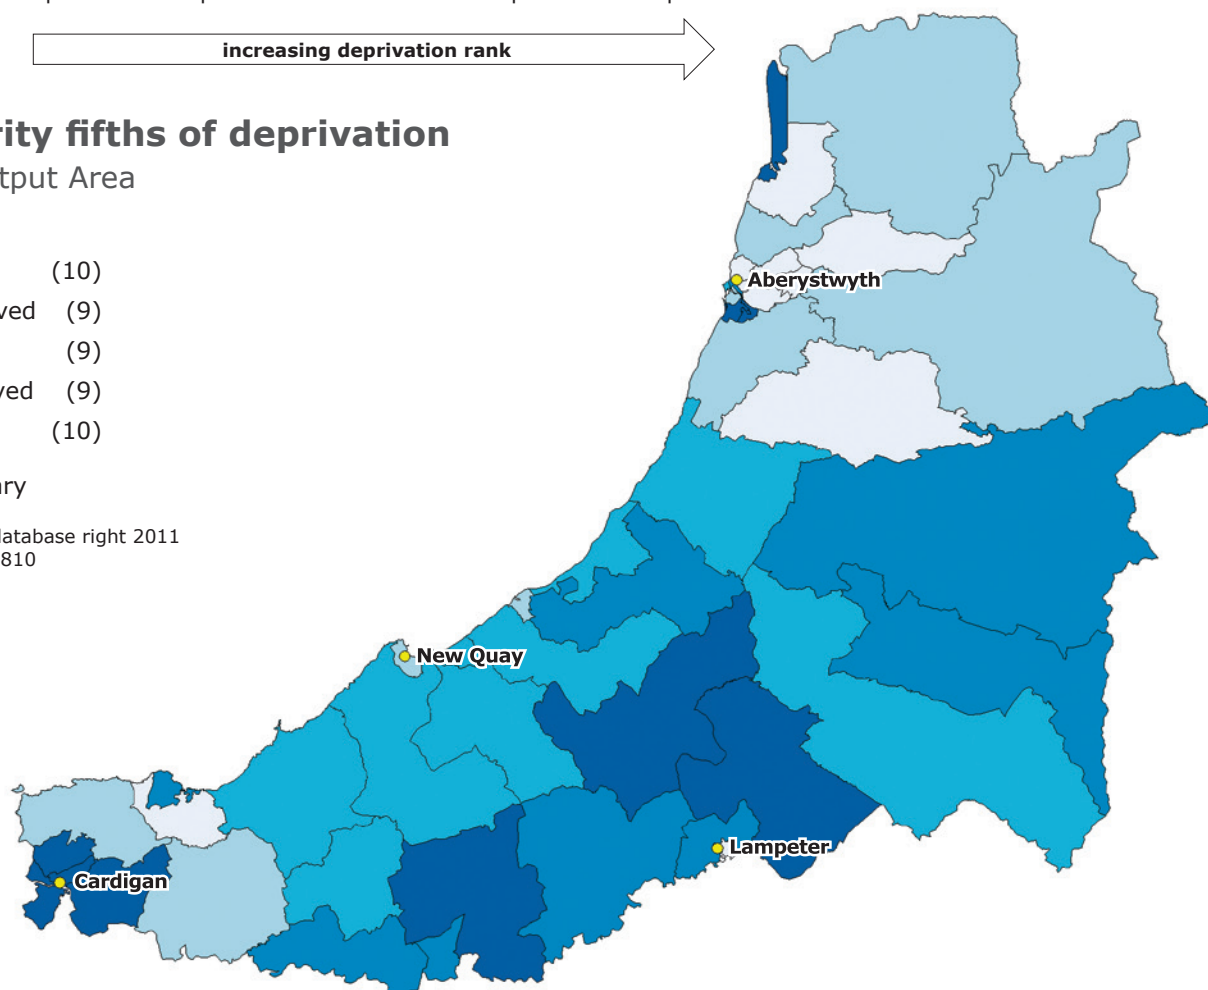 increasing deprivation rank
rity fifths of deprivation
tput Area
(10)
ved (9)
(9)
ved (9)
(10)
ary
database right 2011
810
Aberystwyth
New Quay
Lampeter
Cardigan